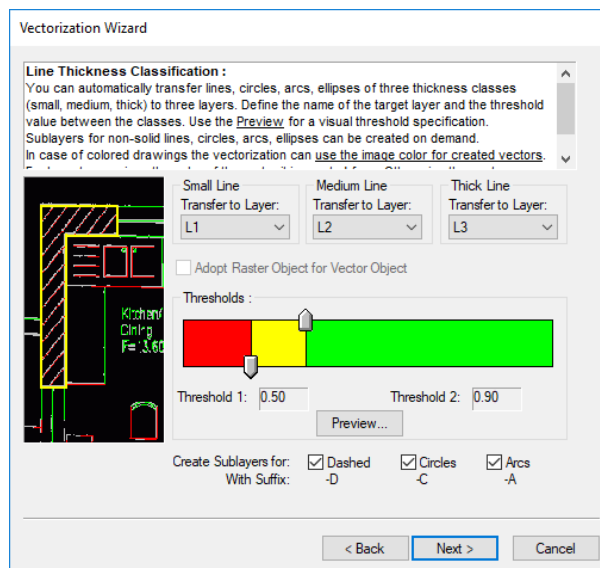 Vectorization Wizard
Line Thickness Classification :
You can automatically transfer lines, circles, arcs, ellipses of three thickness classes
(small, medium, thick) to three layers. Define the name of the target layer and the threshold
value between the classes. Use the Preview for a visual threshold specification.
Sublayers for non-solid lines, circles, arcs, ellipses can be created on demand.
In case of colored drawings the vectorization can use the image color for created vectors.
Small Line Medium Line Thick Line
Transfer to Layer: Transfer to Layer: Transfer to Layer:
L1 L2 L3
Adopt Raster Object for Vector Object
Thresholds :
Kitchen/
Dining
F=13.60
Threshold 1: 0.50 Threshold 2: 0.90
Preview...
Create Sublayers for: Dashed Circles Arcs
With Suffix: -D -C -A
< Back Next > Cancel